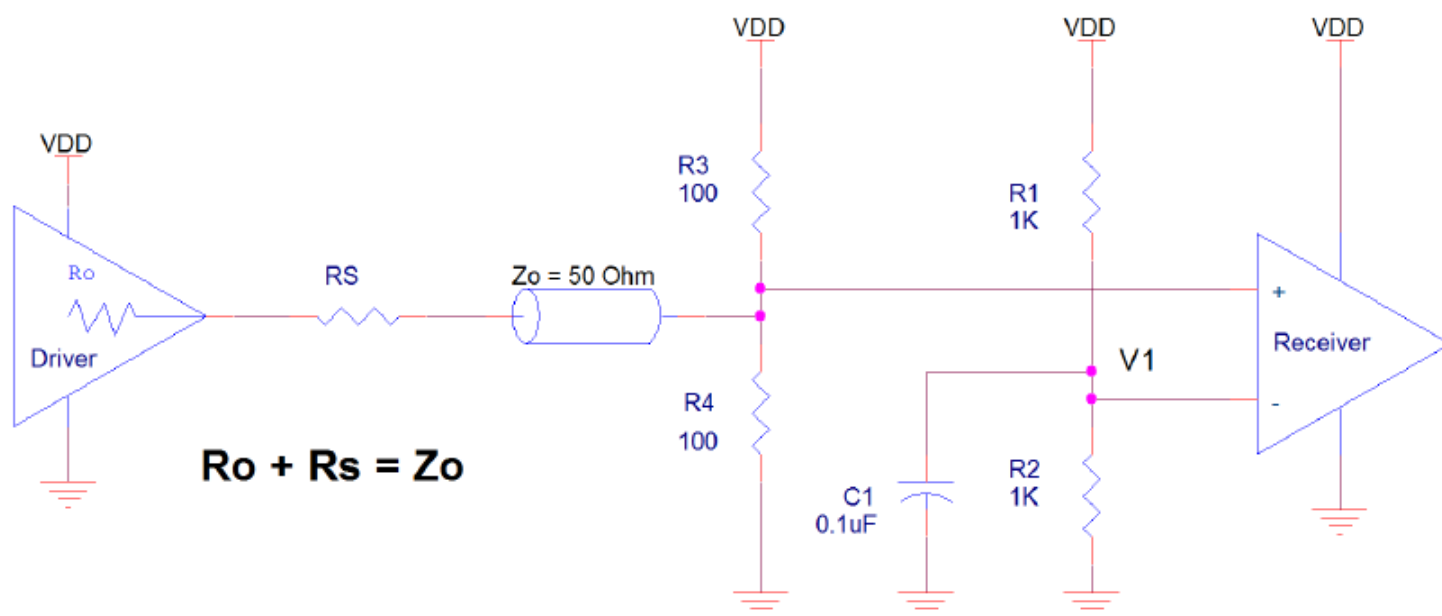 VDD
VDD
VDD
VDD
R3
100
R1
1K
Ro
RS
Zo = 50 Ohm
+
Driver
Receiver
V1
R4
100
-
Ro + Rs = Zo
C1
0.1uF
R2
1K